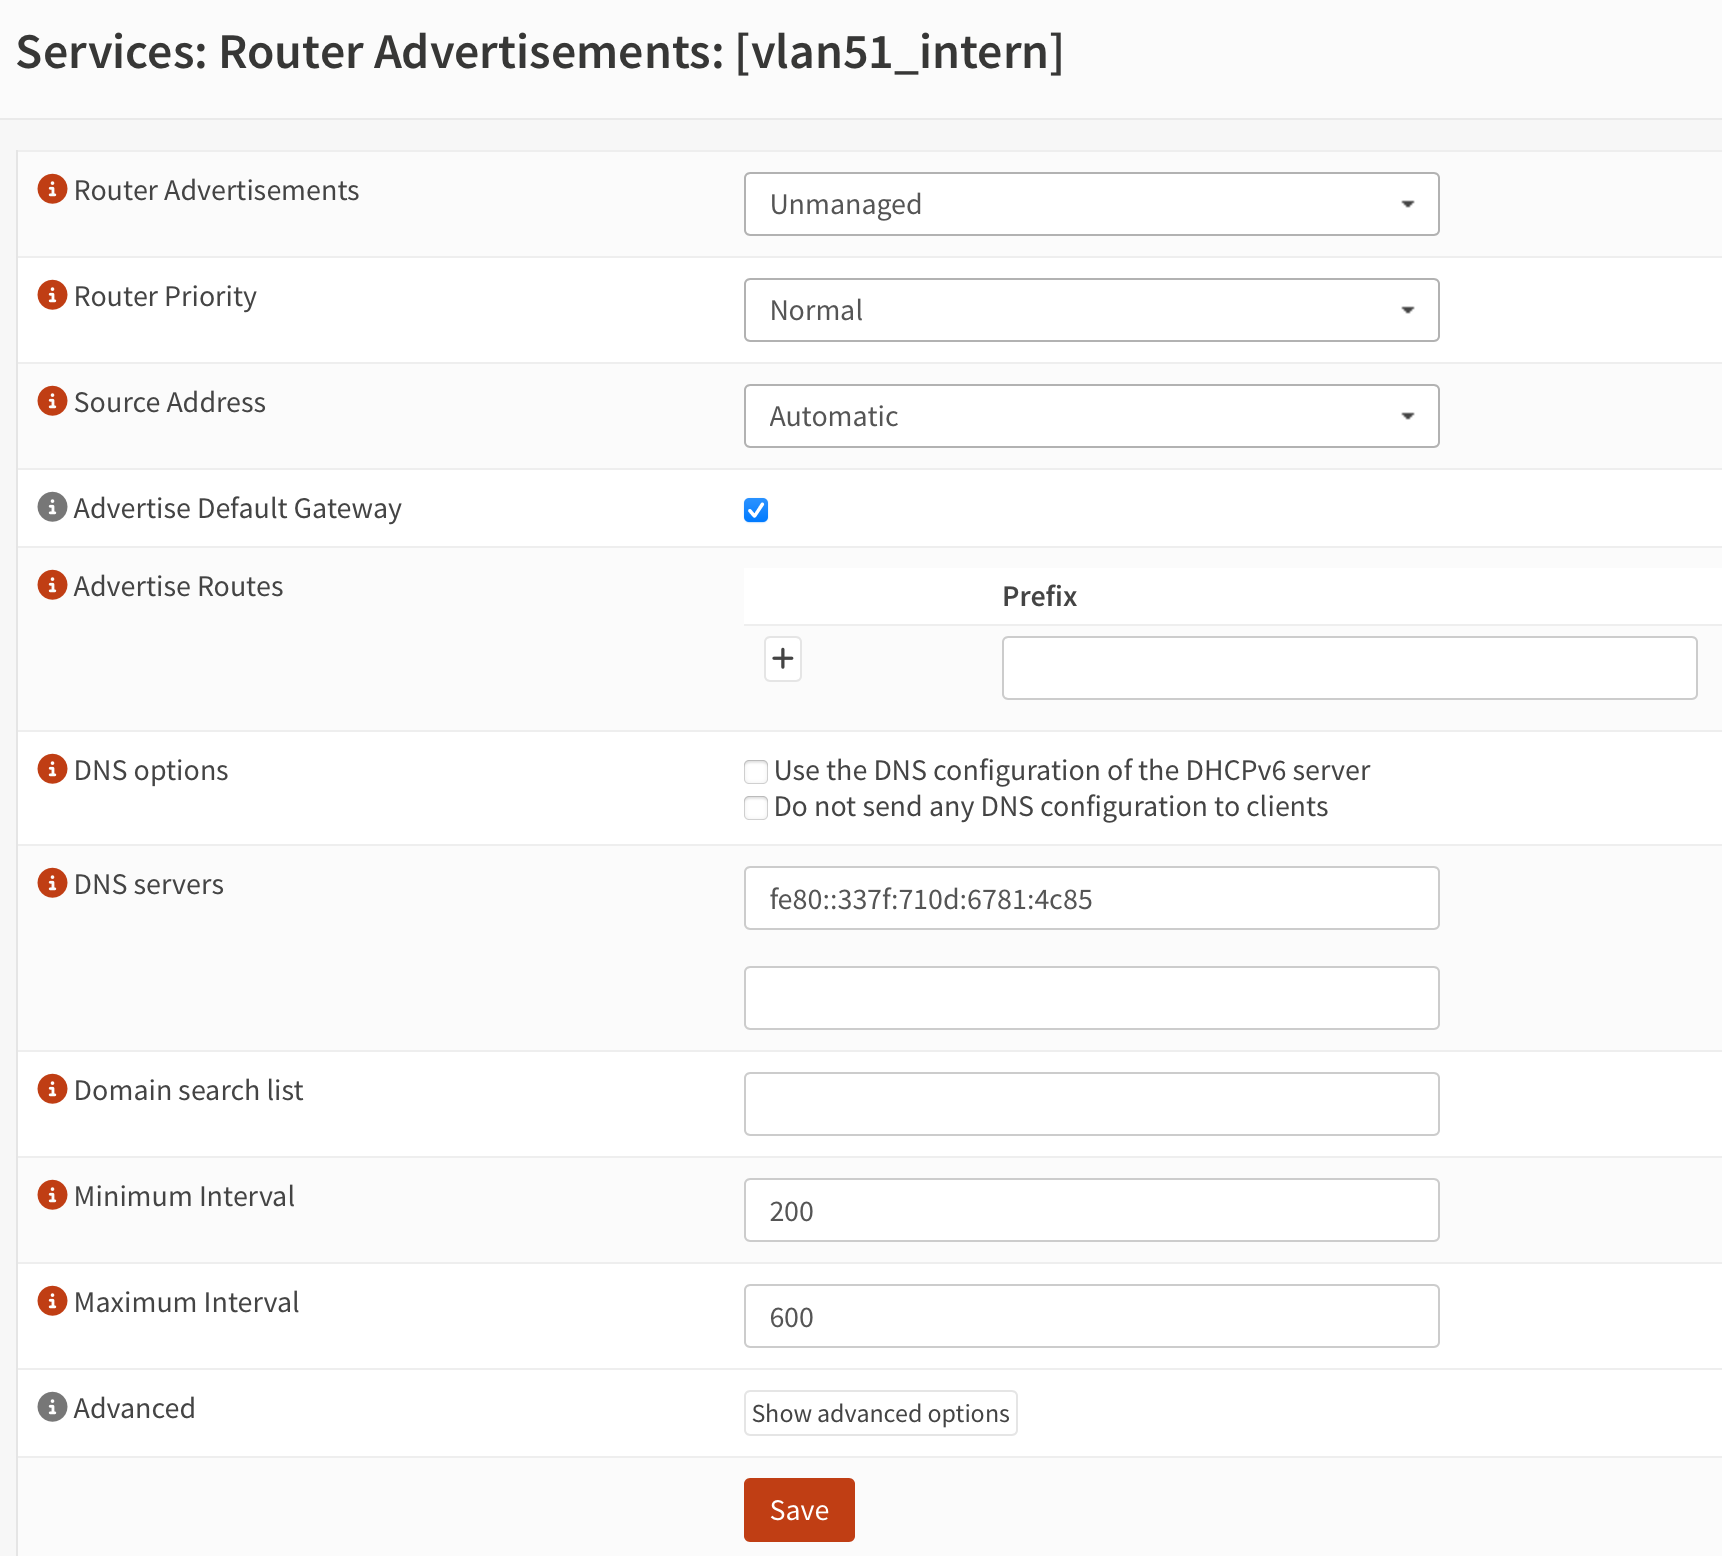 Services: Router Advertisements: [vlan51_intern]
Router Advertisements
Unmanaged
Router Priority
Normal
Source Address
Automatic
Advertise Default Gateway
Advertise Routes
Prefix
DNS options
Use the DNS configuration of the DHCPv6 server
Do not send any DNS configuration to clients
DNS servers
fe80::337f:710d:6781:4c85
Domain search list
Minimum Interval
200
Maximum Interval
600
Advanced
Show advanced options
Save